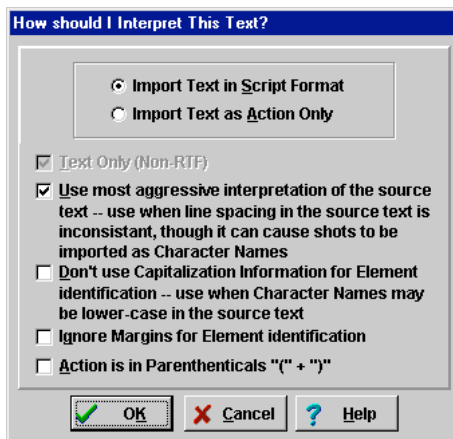 How should I Interpret This Text?
Import Text in Script Format
Import Text as Action Only
Text Only (Non-RTF)
Use most aggressive interpretation of the source
text -- use when line spacing in the source text is
inconsistant, though it can cause shots to be
imported as Character Names
Don't use Capitalization Information for Element
identification -- use when Character Names may
be lower-case in the source text
Ignore Margins for Element identification
Action is in Parenthenticals "(" + ")"
OK Cancel Help